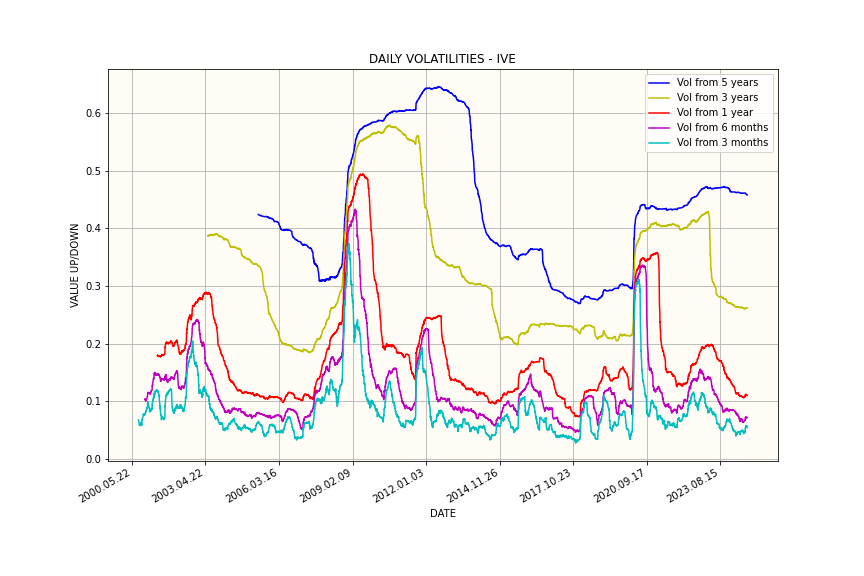 DAILY VOLATILITIES - IVE
Vol from 5 years
Vol from 3 years
Vol from 1 year
Vol from 6 months
Vol from 3 months
VALUE UP/DOWN
0.6
0.5
0.4
0.3
0.2
0.1
0.0
2000.05.22
2003.04.22
2006.03.16
2009.02.09
2012.01.03
2014.11.26
2017.10.23
2020.09.17
2023.08.15
DATE